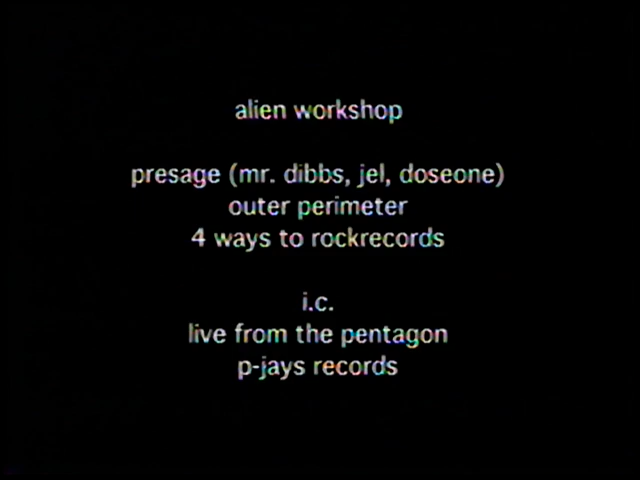 alien workshop
presage (mr. dibbs, jel, doseone)
outer perimeter
4 ways to rockrecords
i.c.
live from the pentagon
p-jays records